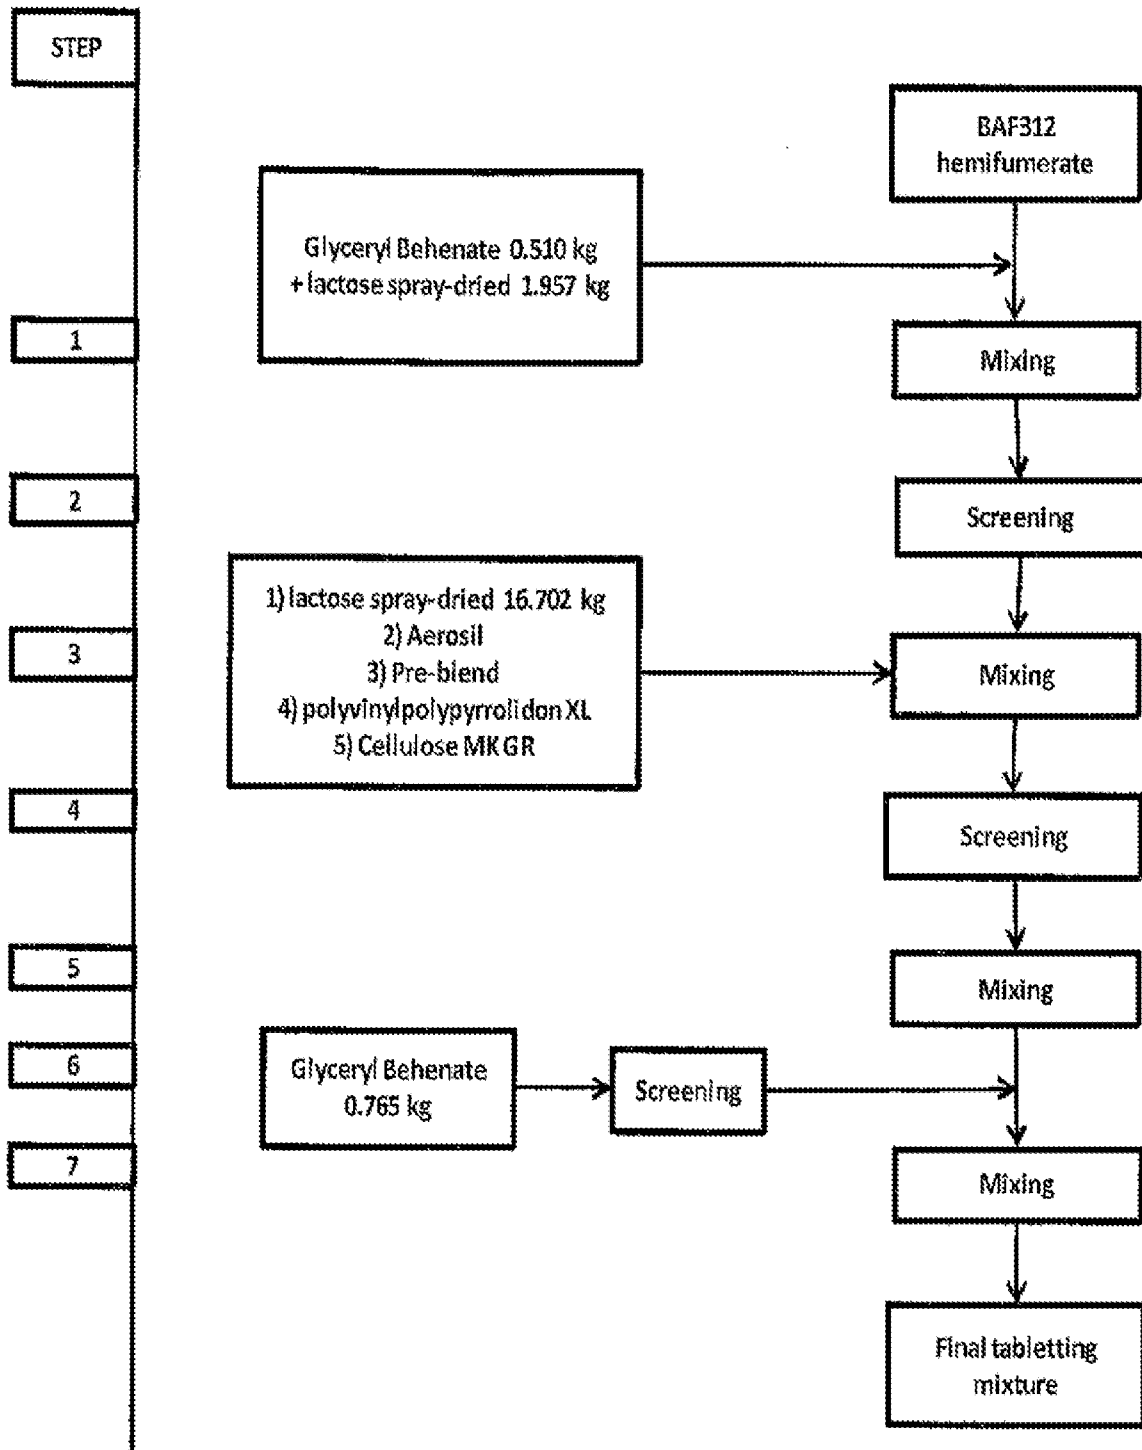 STEP
BAF312
hemifumerate
Glyceryl Behenate 0.510 kg
+ lactose spray-dried 1.957 kg
1
Mixing
2
Screening
1) lactose spray-dried 16.702 kg
2) Aerosil
3) Pre-blend
4) polyvinylpolypyrrolidon XL
5) Cellulose MK GR
3
Mixing
4
Screening
5
Mixing
6
Glyceryl Behenate
0.765 kg
Screening
7
Mixing
Final tabletting
mixture